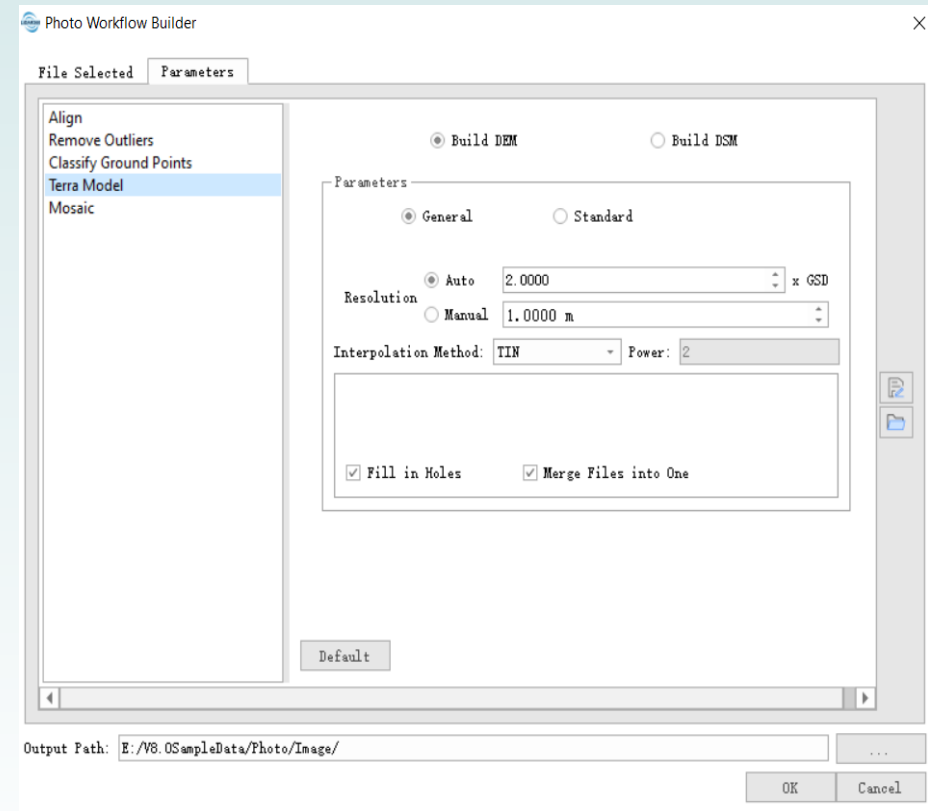 Photo Workflow Builder
File Selected
Parameters
Align
Remove Outliers
Classify Ground Points
Terra Model
Mosaic
Build DEM
Build DSM
Parameters
General
Standard
Resolution
Auto
2.0000
x GSD
Manual
1.0000 m
Interpolation Method:
TIN
Power:
2
Fill in Holes
Merge Files into One
Default
Output Path:
E:/V8.0SampleData/Photo/Image/
...
OK
Cancel